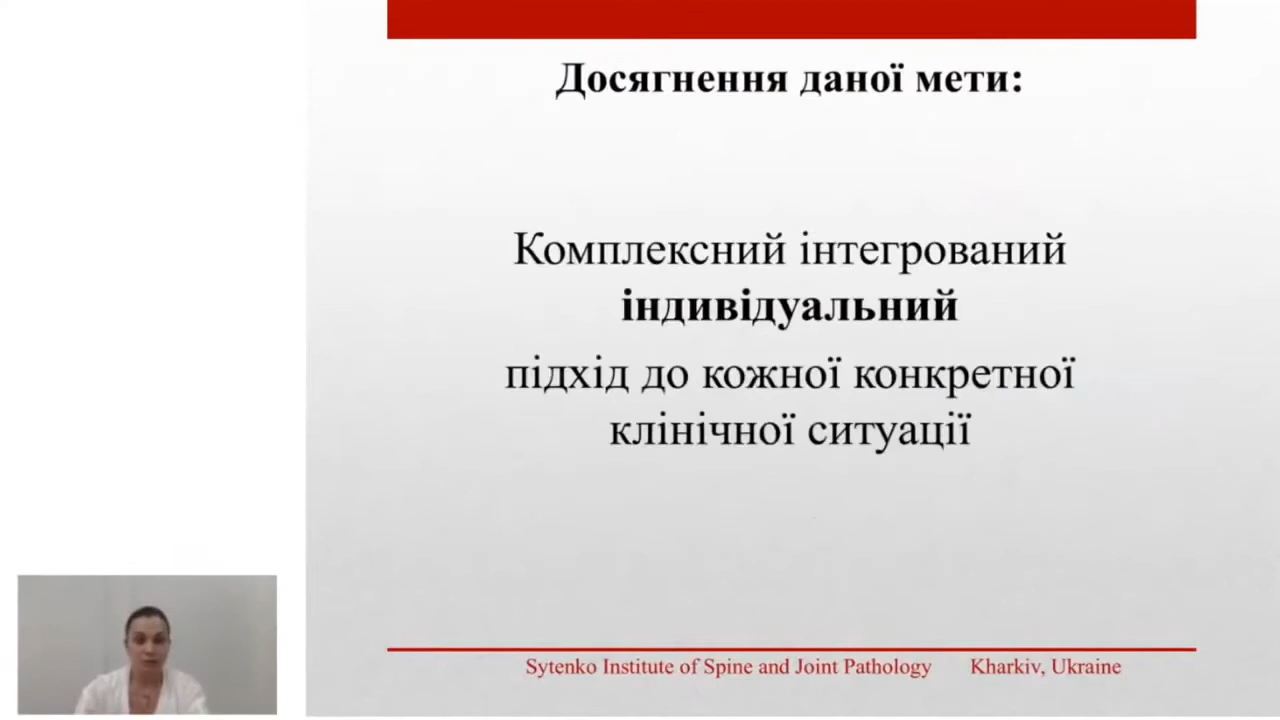 Досягнення даної мети:
Комплексний інтегрований
індивідуальний
підхід до кожної конкретної
клінічної ситуації
Sytenko Institute of Spine and Joint Pathology Kharkiv, Ukraine